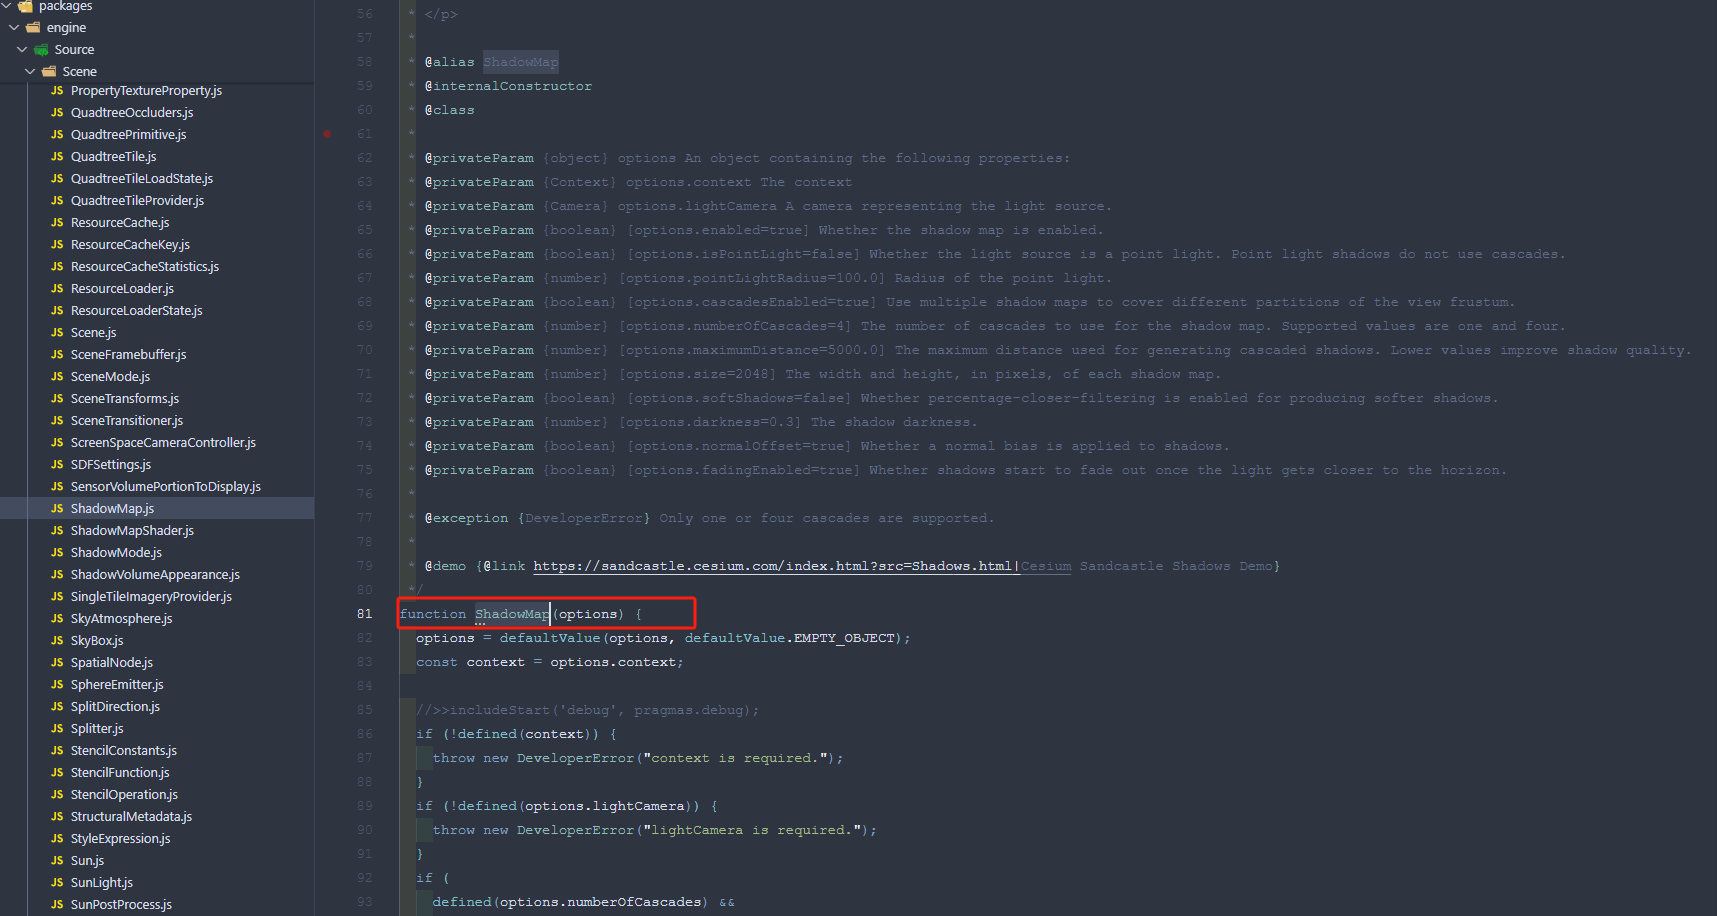 packages
engine
Source
Scene
JS PropertyTextureProperty.js
JS QuadtreeOccluders.js
JS QuadtreePrimitive.js
JS QuadtreeTile.js
JS QuadtreeTileLoadState.js
JS QuadtreeTileProvider.js
JS ResourceCache.js
JS ResourceCacheKey.js
JS ResourceCacheStatistics.js
JS ResourceLoader.js
JS ResourceLoaderState.js
JS Scene.js
JS SceneFramebuffer.js
JS SceneMode.js
JS SceneTransforms.js
JS SceneTransitioner.js
JS ScreenSpaceCameraController.js
JS SDFSettings.js
JS SensorVolumePortionToDisplay.js
JS ShadowMap.js
JS ShadowMapShader.js
JS ShadowMode.js
JS ShadowVolumeAppearance.js
JS SingleTileImageryProvider.js
JS SkyAtmosphere.js
JS SkyBox.js
JS SpatialNode.js
JS SphereEmitter.js
JS SplitDirection.js
JS Splitter.js
JS StencilConstants.js
JS StencilFunction.js
JS StencilOperation.js
JS StructuralMetadata.js
JS StyleExpression.js
JS Sun.js
JS SunLight.js
JS SunPostProcess.js
56 * </p>
57 *
58 * @alias ShadowMap
59 * @internalConstructor
60 * @class
61 *
62 * @privateParam {object} options An object containing the following properties:
63 * @privateParam {Context} options.context The context
64 * @privateParam {Camera} options.lightCamera A camera representing the light source.
65 * @privateParam {boolean} [options.enabled=true] Whether the shadow map is enabled.
66 * @privateParam {boolean} [options.isPointLight=false] Whether the light source is a point light. Point light shadows do not use cascades.
67 * @privateParam {number} [options.pointLightRadius=100.0] Radius of the point light.
68 * @privateParam {boolean} [options.cascadesEnabled=true] Use multiple shadow maps to cover different partitions of the view frustum.
69 * @privateParam {number} [options.numberOfCascades=4] The number of cascades to use for the shadow map. Supported values are one and four.
70 * @privateParam {number} [options.maximumDistance=5000.0] The maximum distance used for generating cascaded shadows. Lower values improve shadow quality.
71 * @privateParam {number} [options.size=2048] The width and height, in pixels, of each shadow map.
72 * @privateParam {boolean} [options.softShadows=false] Whether percentage-closer-filtering is enabled for producing softer shadows.
73 * @privateParam {number} [options.darkness=0.3] The shadow darkness.
74 * @privateParam {boolean} [options.normalOffset=true] Whether a normal bias is applied to shadows.
75 * @privateParam {boolean} [options.fadingEnabled=true] Whether shadows start to fade out once the light gets closer to the horizon.
76 *
77 * @exception {DeveloperError} Only one or four cascades are supported.
78 *
79 * @demo {@link https://sandcastle.cesium.com/index.html?src=Shadows.html|Cesium Sandcastle Shadows Demo}
80 */
81 function ShadowMap(options) {
82 options = defaultValue(options, defaultValue.EMPTY_OBJECT);
83 const context = options.context;
84
85 //>>includeStart('debug', pragmas.debug);
86 if (!defined(context)) {
87 throw new DeveloperError("context is required.");
88 }
89 if (!defined(options.lightCamera)) {
90 throw new DeveloperError("lightCamera is required.");
91 }
92 if (
93 defined(options.numberOfCascades) &&